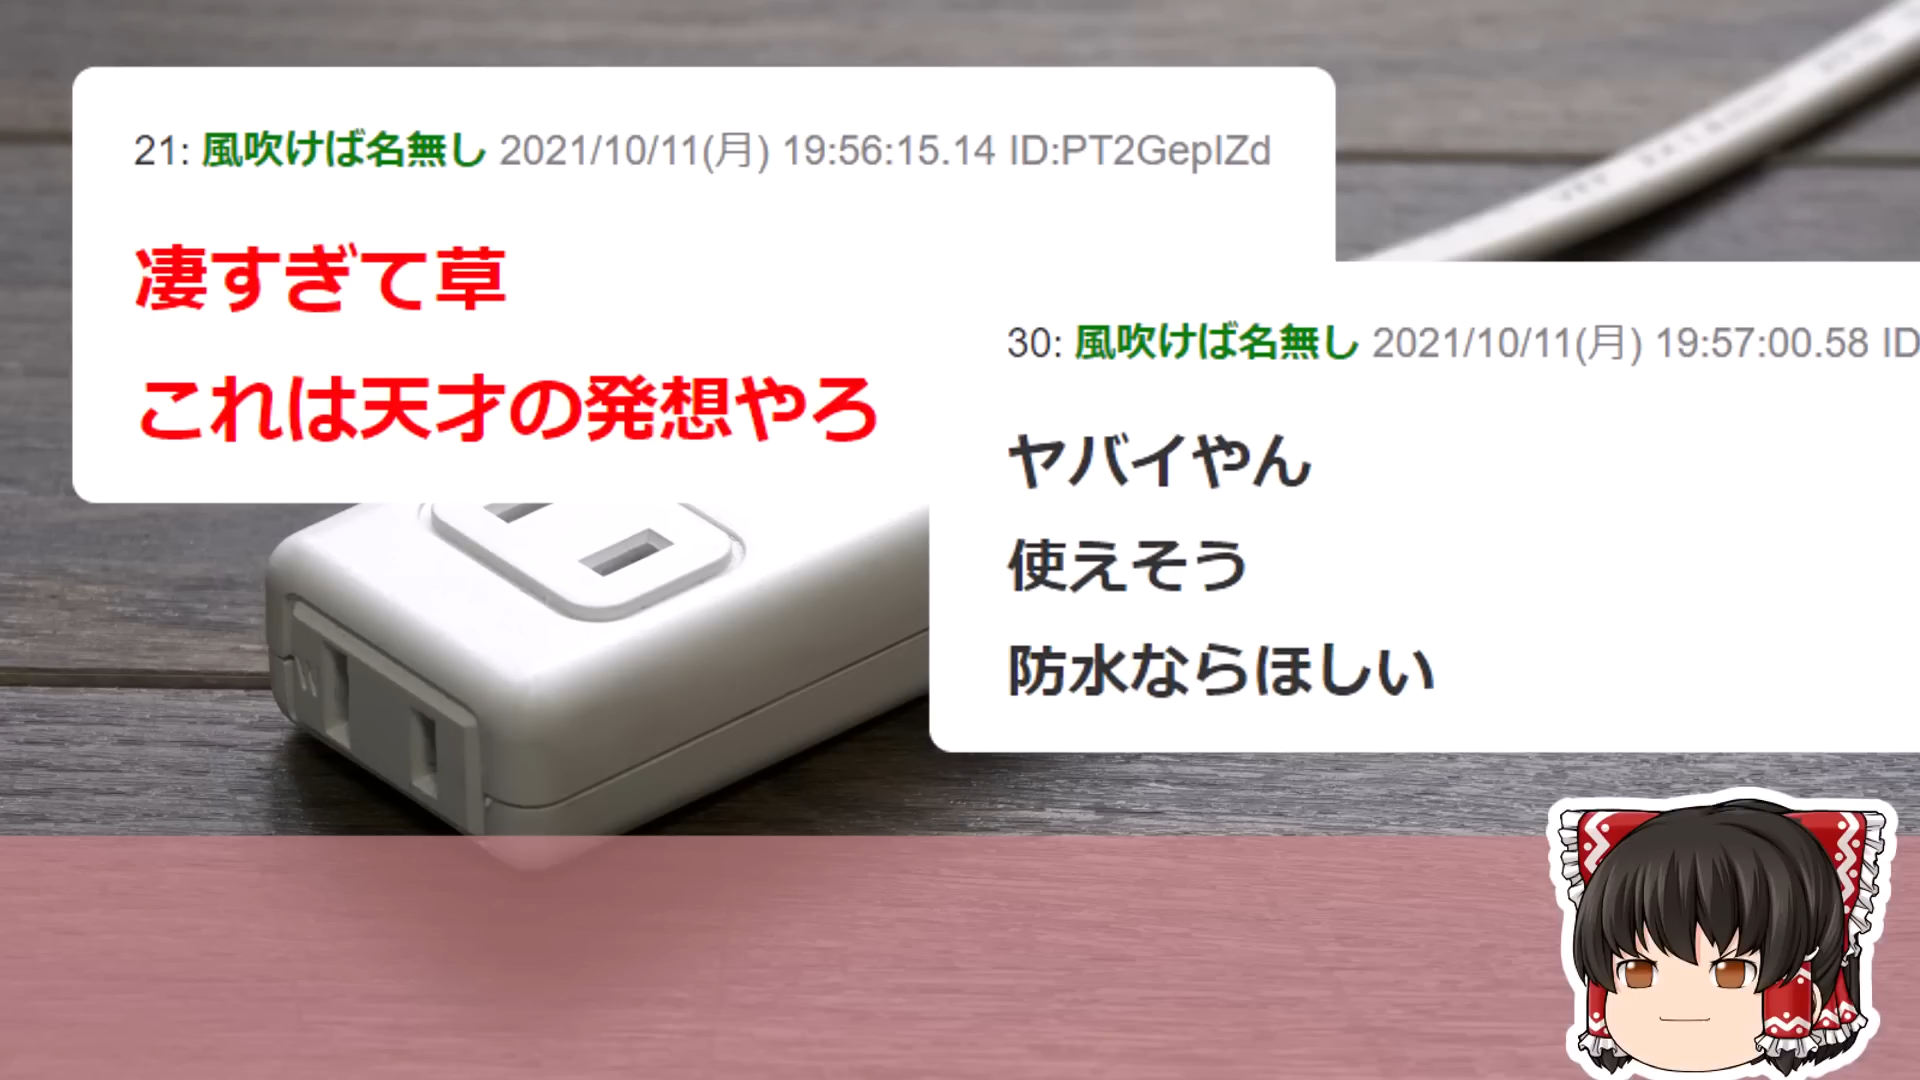 21: 風吹けば名無し 2021/10/11(月) 19:56:15.14 ID:PT2GepIZd
凄すぎて草
これは天才の発想やろ
30: 風吹けば名無し 2021/10/11(月) 19:57:00.58 ID
ヤバイやん
使えそう
防水ならほしい